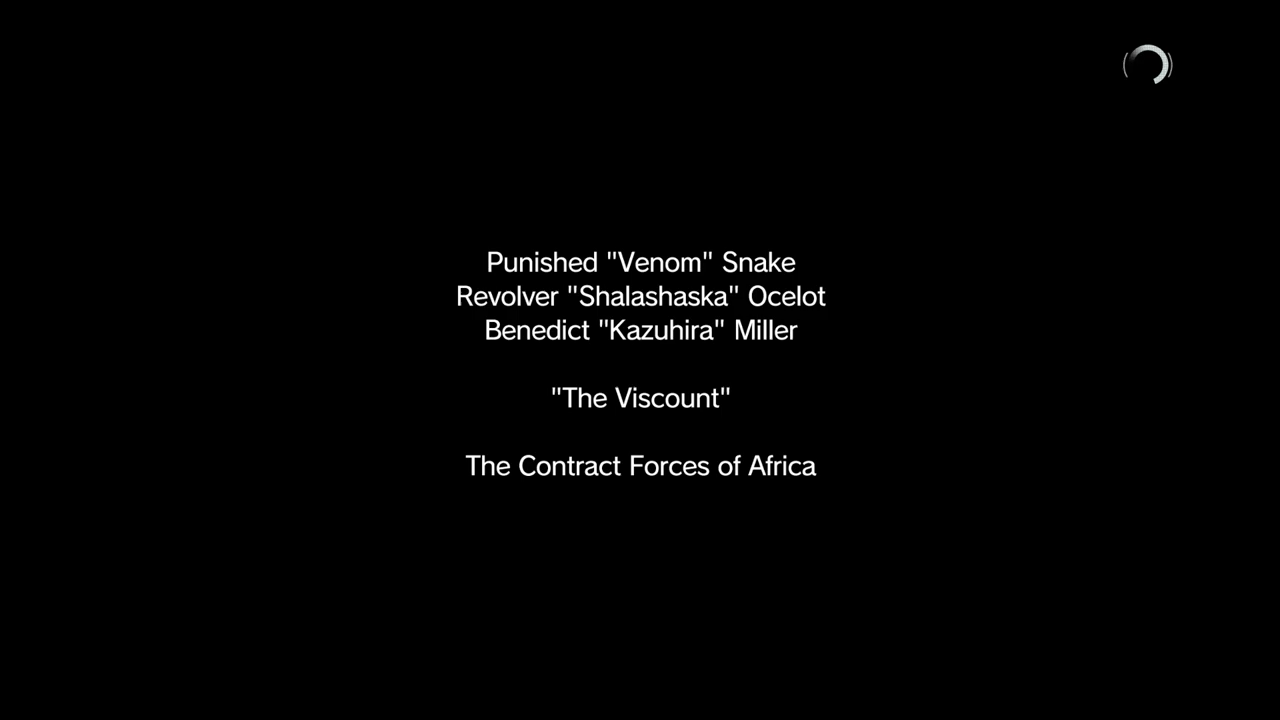 Punished "Venom" Snake
Revolver "Shalashaska" Ocelot
Benedict "Kazuhira" Miller
"The Viscount"
The Contract Forces of Africa